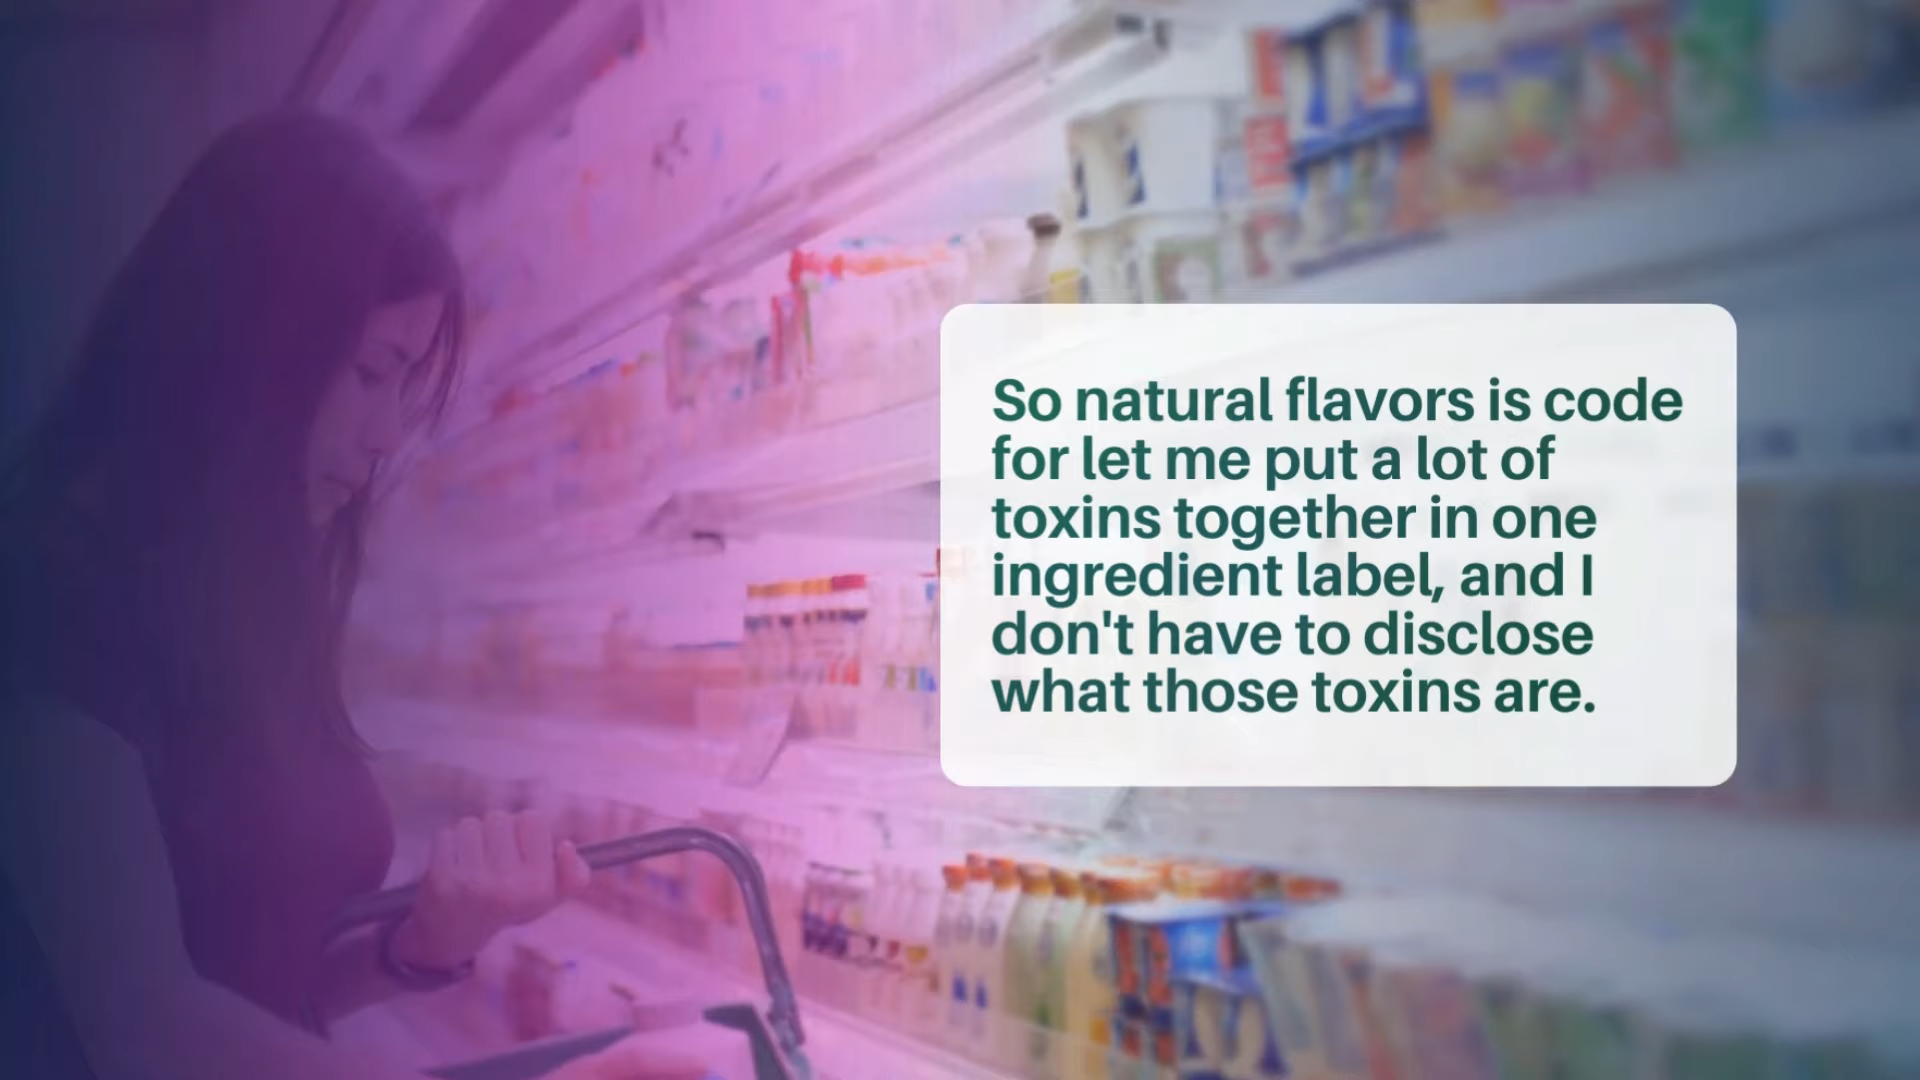 So natural flavors is code
for let me put a lot of
toxins together in one
ingredient label, and I
don't have to disclose
what those toxins are.